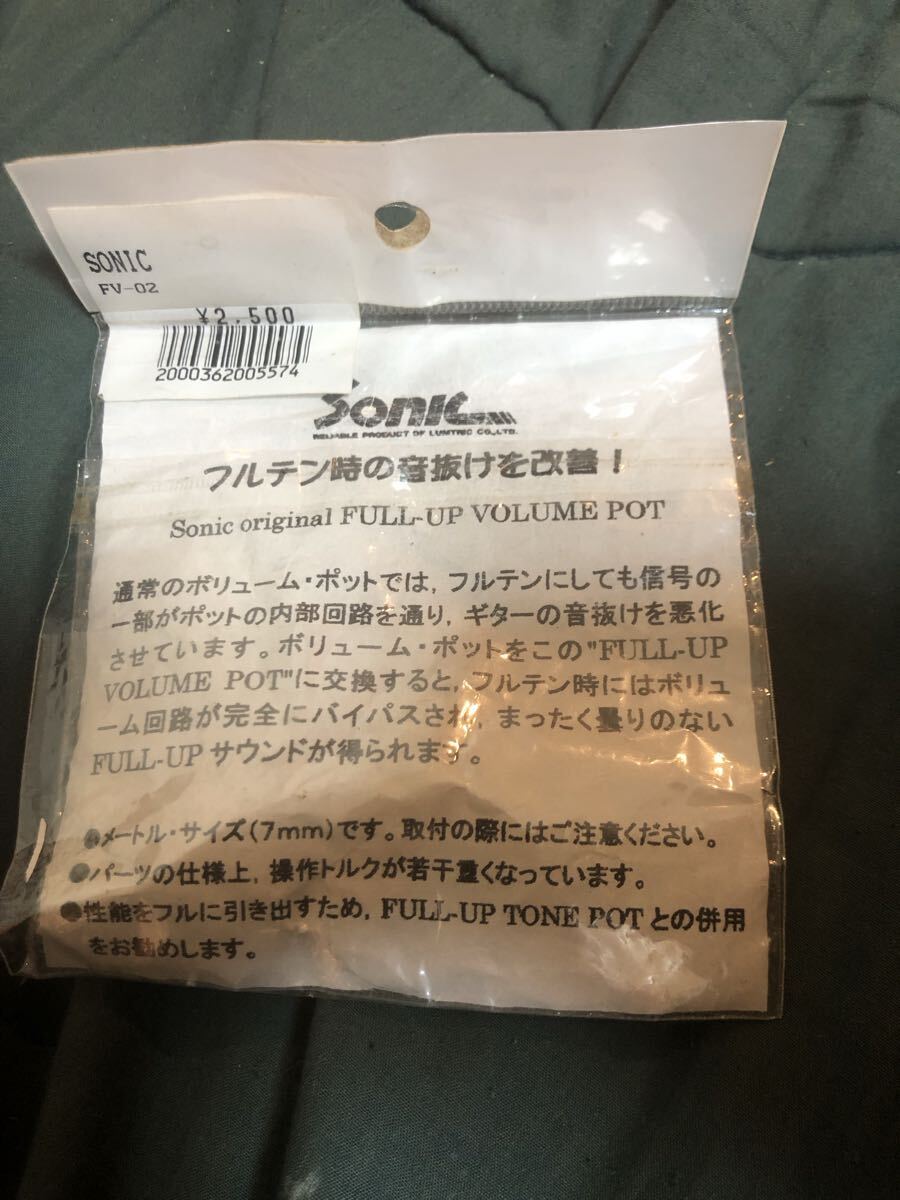 SONIC
FV-02
¥2,500
2000362005574
Sonic
RELIABLE PRODUCT OF LUMTRIC CO.,LTD.
フルテン時の音抜けを改善！
Sonic original FULL-UP VOLUME POT
通常のボリューム・ポットでは，フルテンにしても信号の
一部がポットの内部回路を通り，ギターの音抜けを悪化
させています。ボリューム・ポットをこの"FULL-UP
VOLUME POT"に交換すると，フルテン時にはボリュ
ーム回路が完全にバイパスされ，まったく曇りのない
FULL-UP サウンドが得られます。
●メートル・サイズ(7mm)です。取付の際にはご注意ください。
●パーツの仕様上，操作トルクが若干重くなっています。
●性能をフルに引き出すため，FULL-UP TONE POT との併用
をお勧めします。